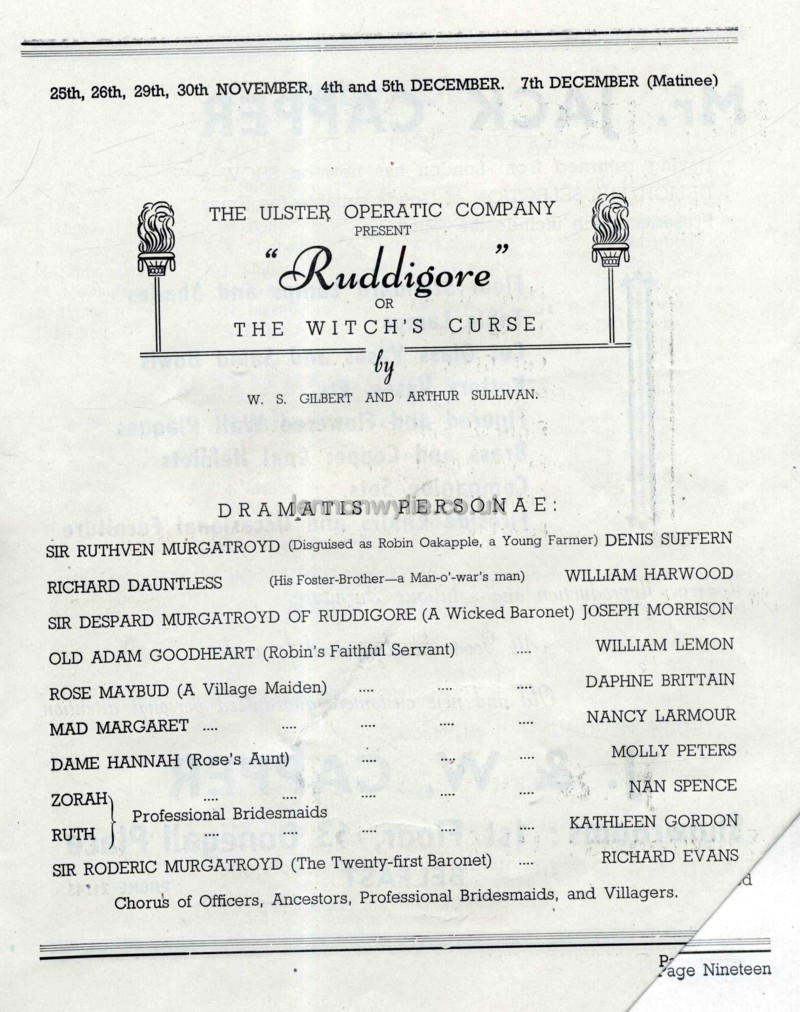 25th, 26th, 29th, 30th NOVEMBER, 4th and 5th DECEMBER. 7th DECEMBER (Matinee)
THE ULSTER OPERATIC COMPANY
PRESENT
"Ruddigore"
OR
THE WITCH'S CURSE
by
W. S. GILBERT AND ARTHUR SULLIVAN.
DRAMATIS PERSONAE:
SIR RUTHVEN MURGATROYD (Disguised as Robin Oakapple, a Young Farmer) DENIS SUFFERN
RICHARD DAUNTLESS (His Foster-Brother—a Man-o'-war's man) WILLIAM HARWOOD
SIR DESPARD MURGATROYD OF RUDDIGORE (A Wicked Baronet) JOSEPH MORRISON
OLD ADAM GOODHEART (Robin's Faithful Servant) .... WILLIAM LEMON
ROSE MAYBUD (A Village Maiden) .... .... .... DAPHNE BRITTAIN
MAD MARGARET .... .... .... .... .... NANCY LARMOUR
DAME HANNAH (Rose's Aunt) .... .... .... MOLLY PETERS
ZORAH .... .... .... .... .... NAN SPENCE
Professional Bridesmaids
RUTH .... .... .... .... .... KATHLEEN GORDON
SIR RODERIC MURGATROYD (The Twenty-first Baronet) .... RICHARD EVANS
Chorus of Officers, Ancestors, Professional Bridesmaids, and Villagers.
Page Nineteen